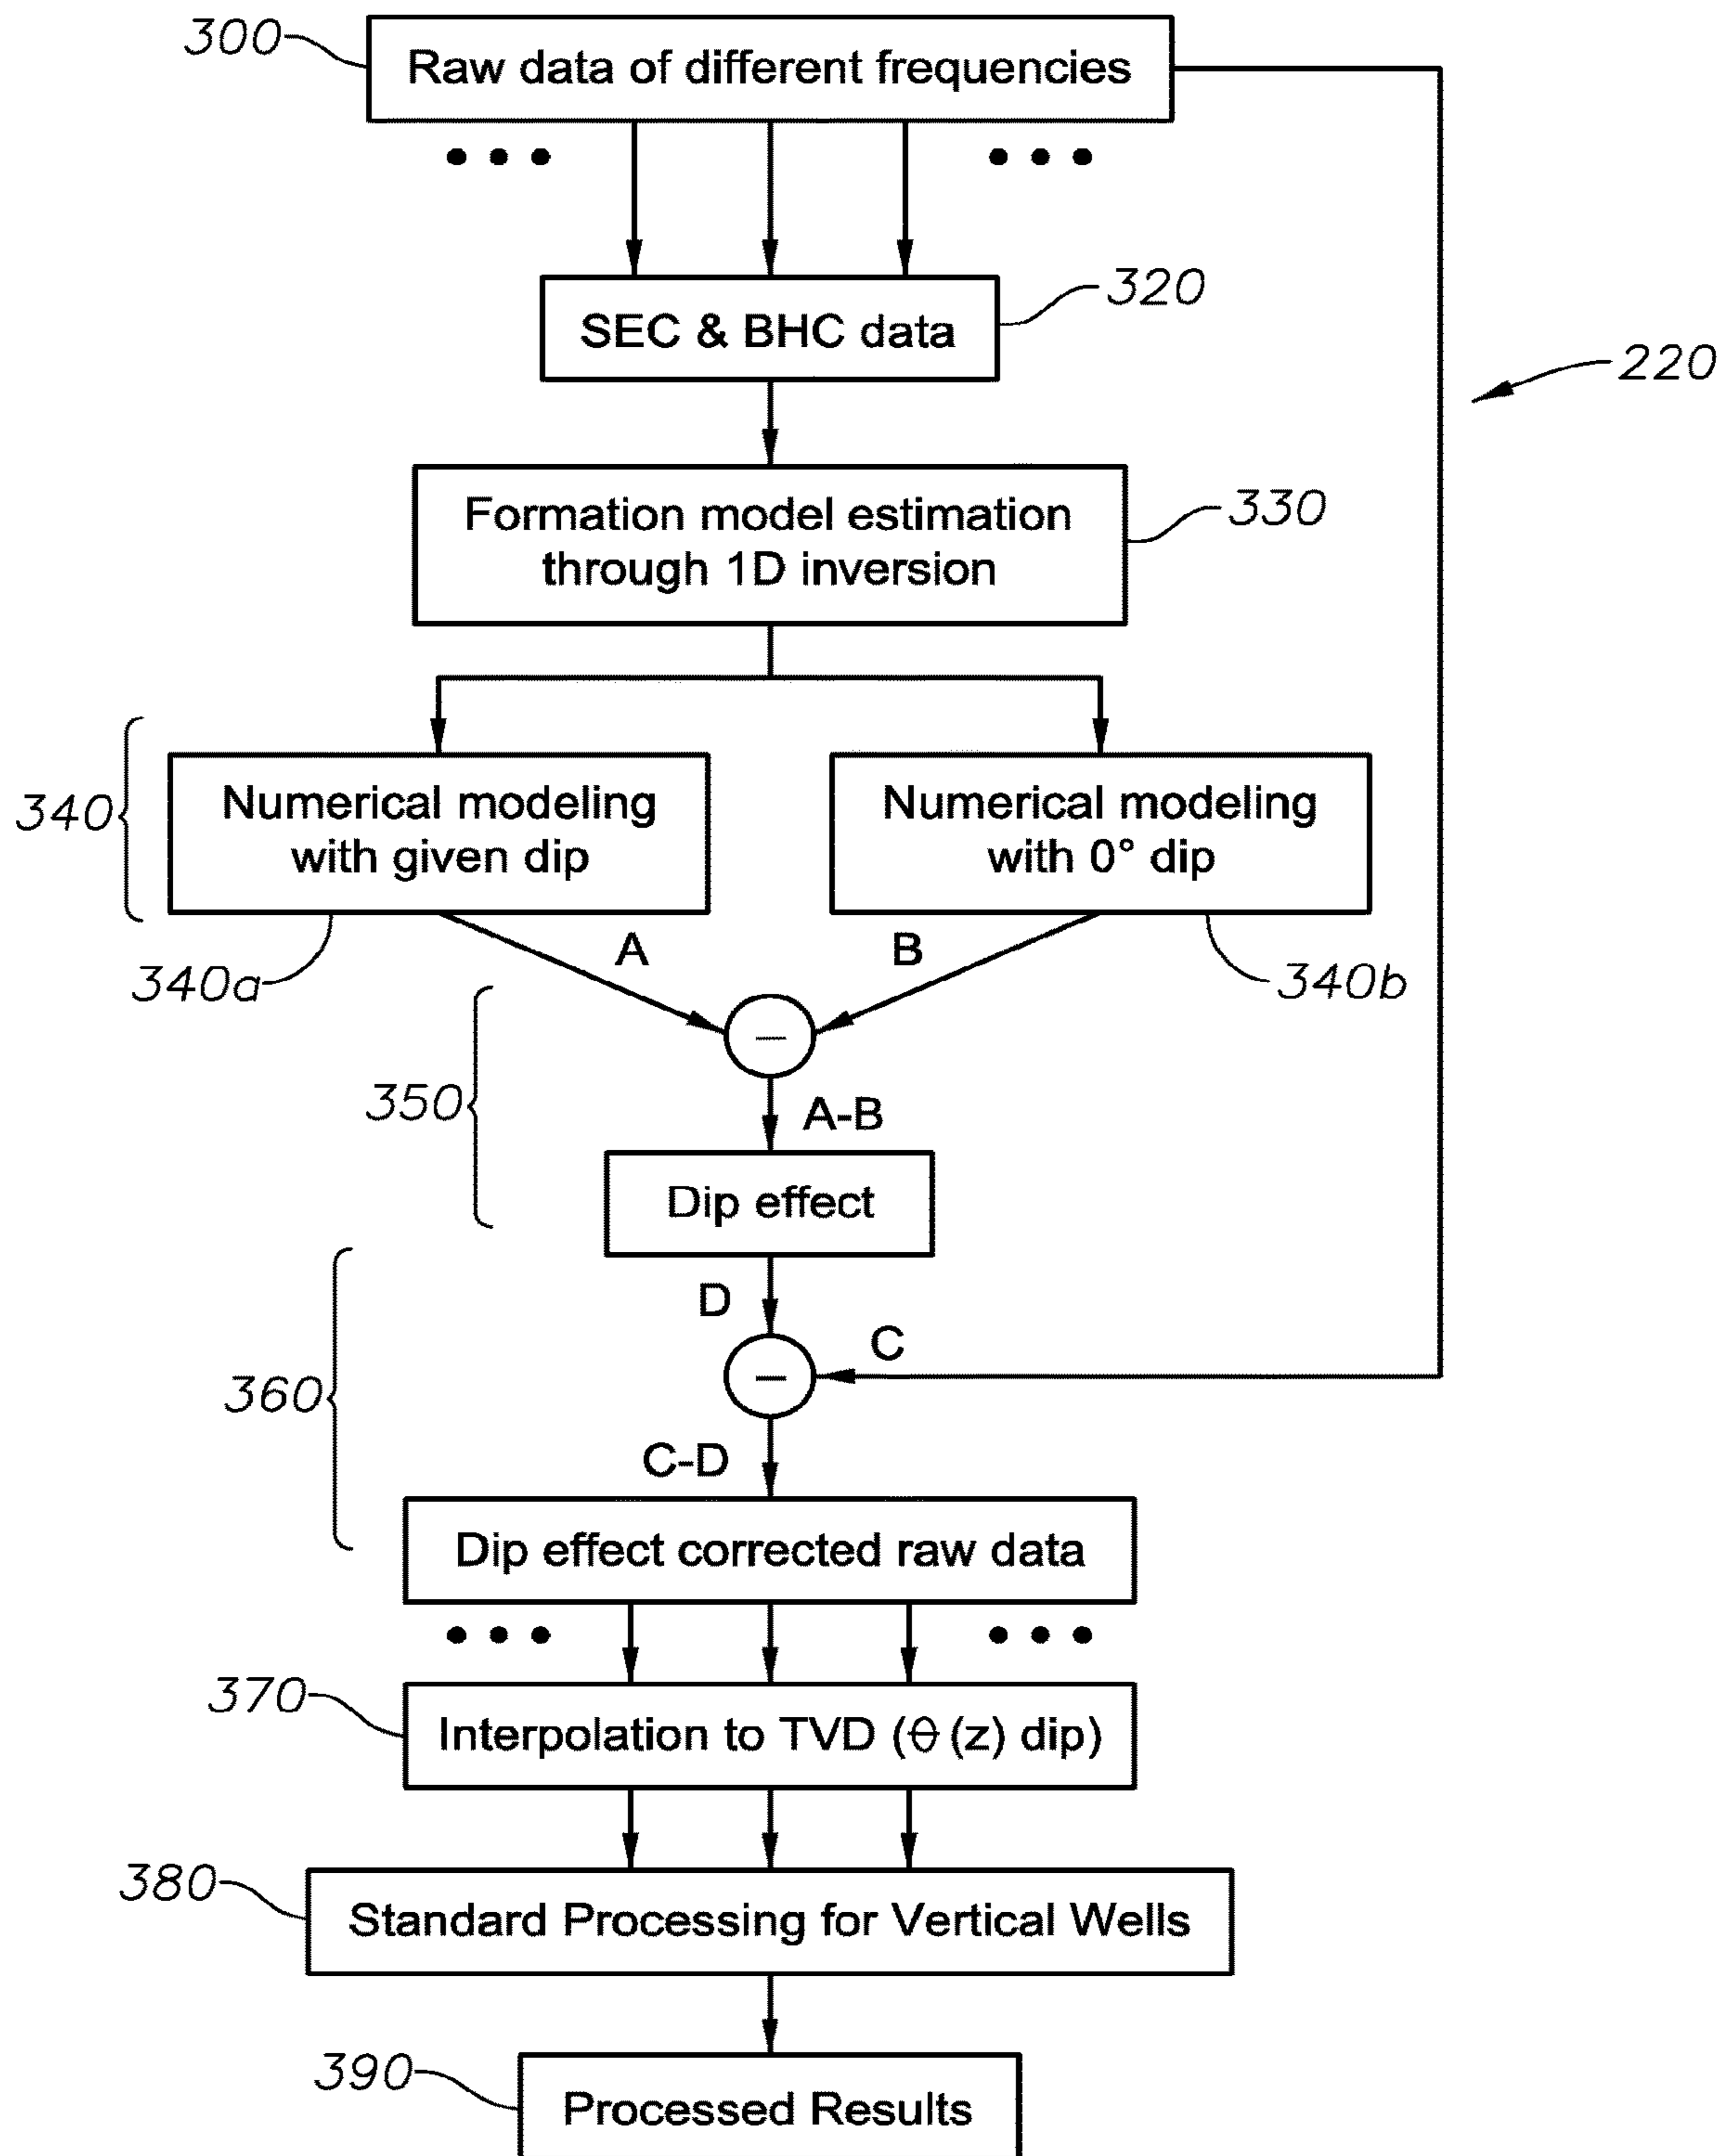 300
Raw data of different frequencies
320
SEC & BHC data
220
330
Formation model estimation
through 1D inversion
340
Numerical modeling
with given dip
Numerical modeling
with 0° dip
340a
A
B
340b
–
350
A-B
Dip effect
360
D
C
–
C-D
Dip effect corrected raw data
370
Interpolation to TVD (θ (z) dip)
380
Standard Processing for Vertical Wells
390
Processed Results